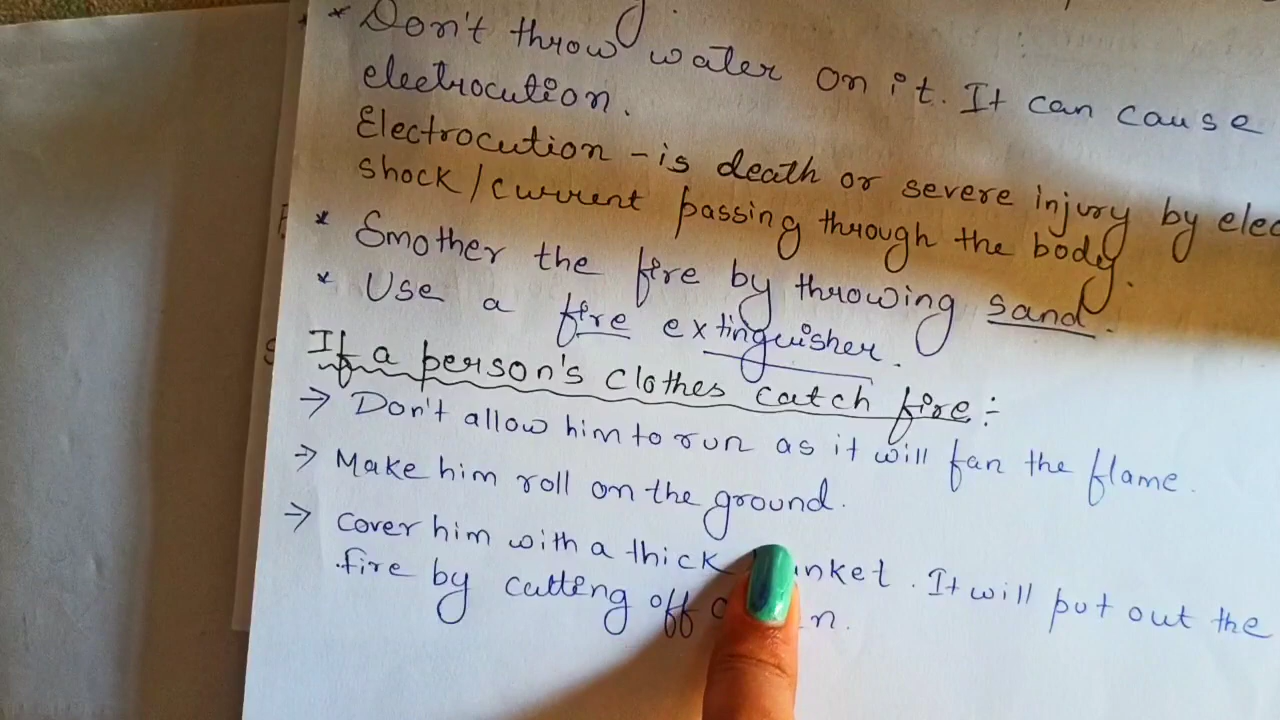 * Don't throw water on it. It can cause
electrocution.
Electrocution - is death or severe injury by elec
shock/current passing through the body.
* Smother the fire by throwing sand.
* Use a fire extinguisher.
If a person's clothes catch fire :-
→ Don't allow him to run as it will fan the flame.
→ Make him roll on the ground.
→ cover him with a thick anket. It will put out the
fire by cutting off n.